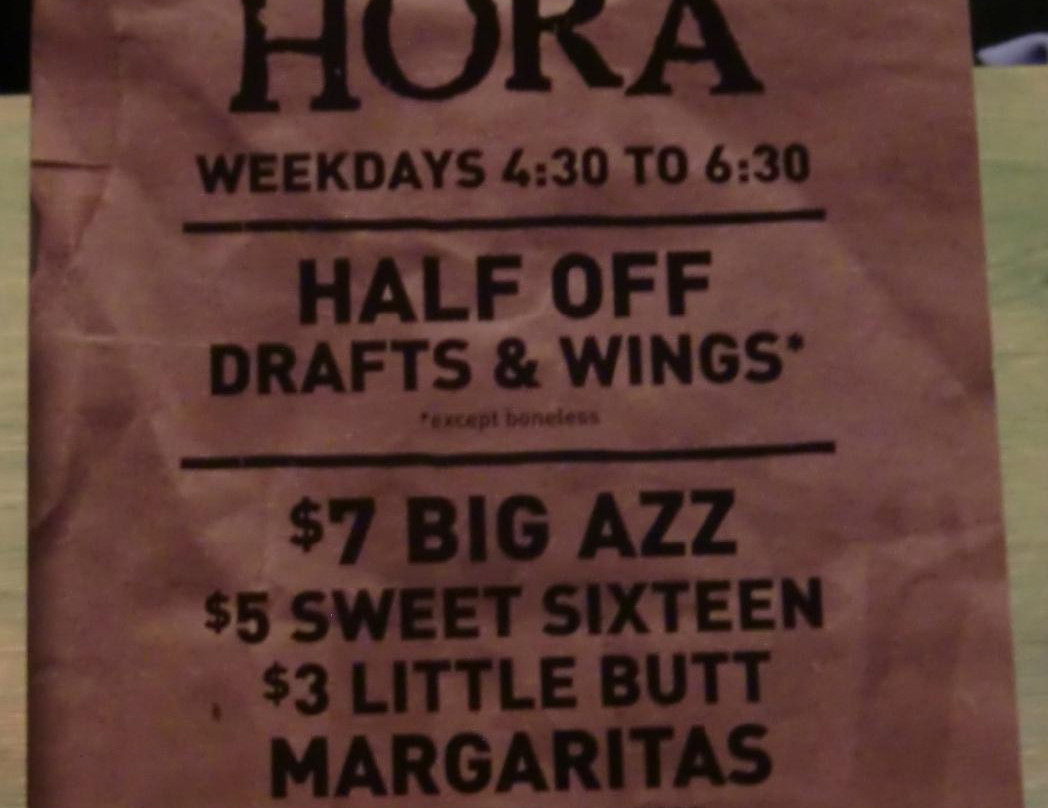 HORA
WEEKDAYS 4:30 TO 6:30
HALF OFF
DRAFTS & WINGS*
*except boneless
$7 BIG AZZ
$5 SWEET SIXTEEN
$3 LITTLE BUTT
MARGARITAS